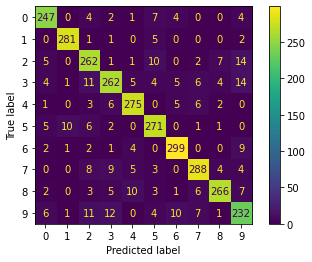 0 247 0 4 2 1 7 4 0 0 4
1 0 281 1 1 0 5 0 0 0 2 250
2 5 0 262 1 1 10 0 2 7 14
3 4 1 11 262 5 4 5 6 4 14 200
4 1 0 3 6 275 0 5 6 2 0
True label
5 5 10 6 2 0 271 0 1 1 0 150
6 2 1 2 1 4 0 299 0 0 9
7 0 0 8 9 5 3 0 288 4 4 100
8 2 0 3 5 10 3 1 6 266 7 50
9 6 1 11 12 0 4 10 7 1 232
0 1 2 3 4 5 6 7 8 9 0
Predicted label